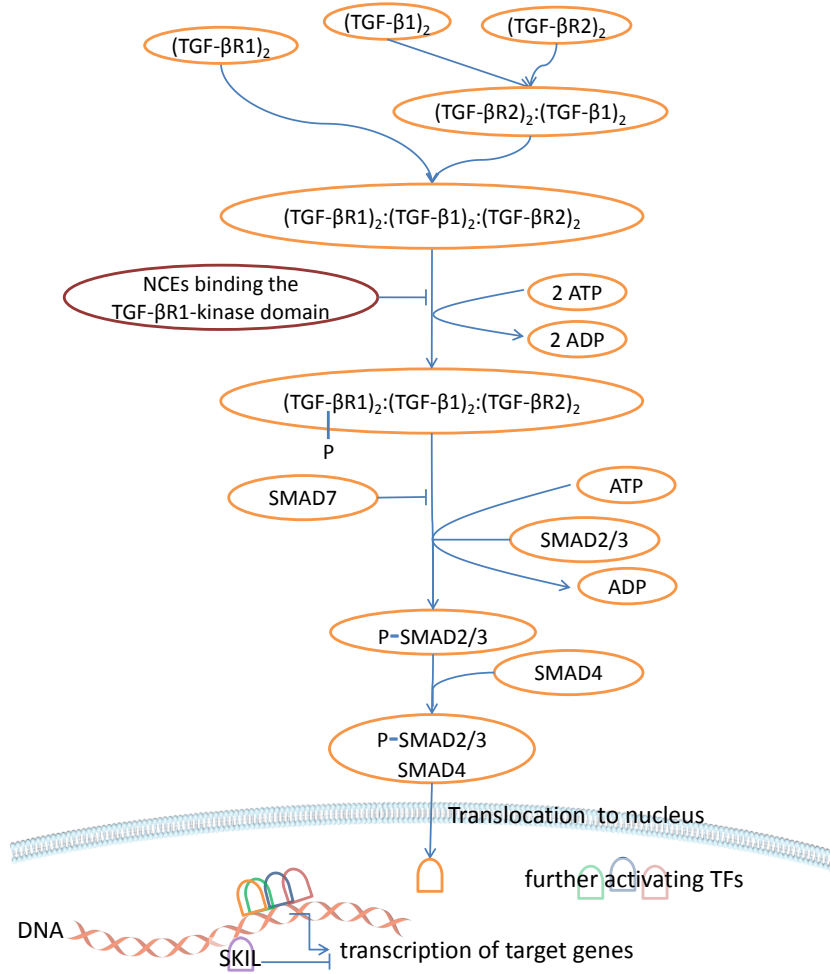 (TGF-βR1)₂
(TGF-β1)₂
(TGF-βR2)₂
(TGF-βR2)₂:(TGF-β1)₂
(TGF-βR1)₂:(TGF-β1)₂:(TGF-βR2)₂
NCEs binding the
TGF-βR1-kinase domain
2 ATP
2 ADP
(TGF-βR1)₂:(TGF-β1)₂:(TGF-βR2)₂
P
SMAD7
ATP
SMAD2/3
ADP
P-SMAD2/3
SMAD4
P-SMAD2/3
SMAD4
Translocation to nucleus
further activating TFs
DNA
SKIL
transcription of target genes